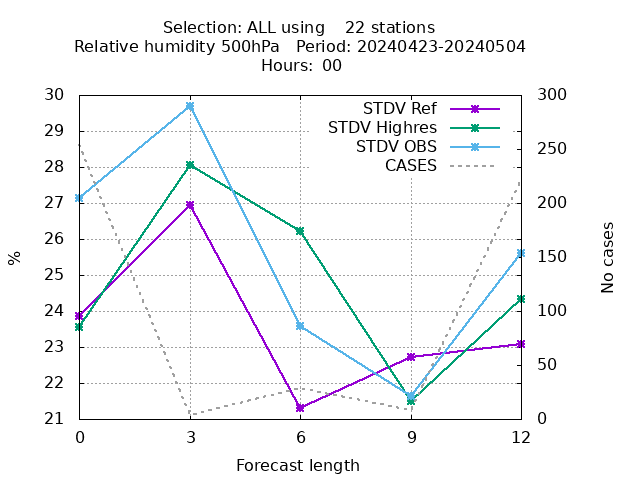 Selection: ALL using    22 stations
Relative humidity 500hPa   Period: 20240423-20240504
Hours: 00
STDV Ref
STDV Highres
STDV OBS
CASES
30
29
28
27
26
25
24
23
22
21
300
250
200
150
100
50
0
%
No cases
0 3 6 9 12
Forecast length